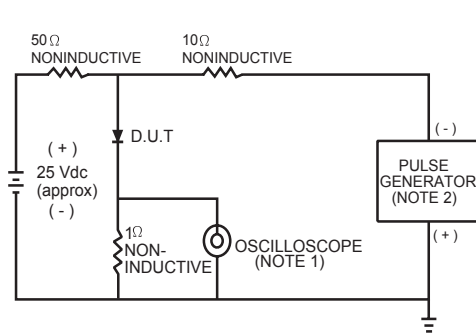 50Ω
NONINDUCTIVE
10Ω
NONINDUCTIVE
D.U.T
( + )
25 Vdc
(approx)
( - )
( - )
PULSE
GENERATOR
(NOTE 2)
( + )
1Ω
NON-
INDUCTIVE
OSCILLOSCOPE
(NOTE 1)